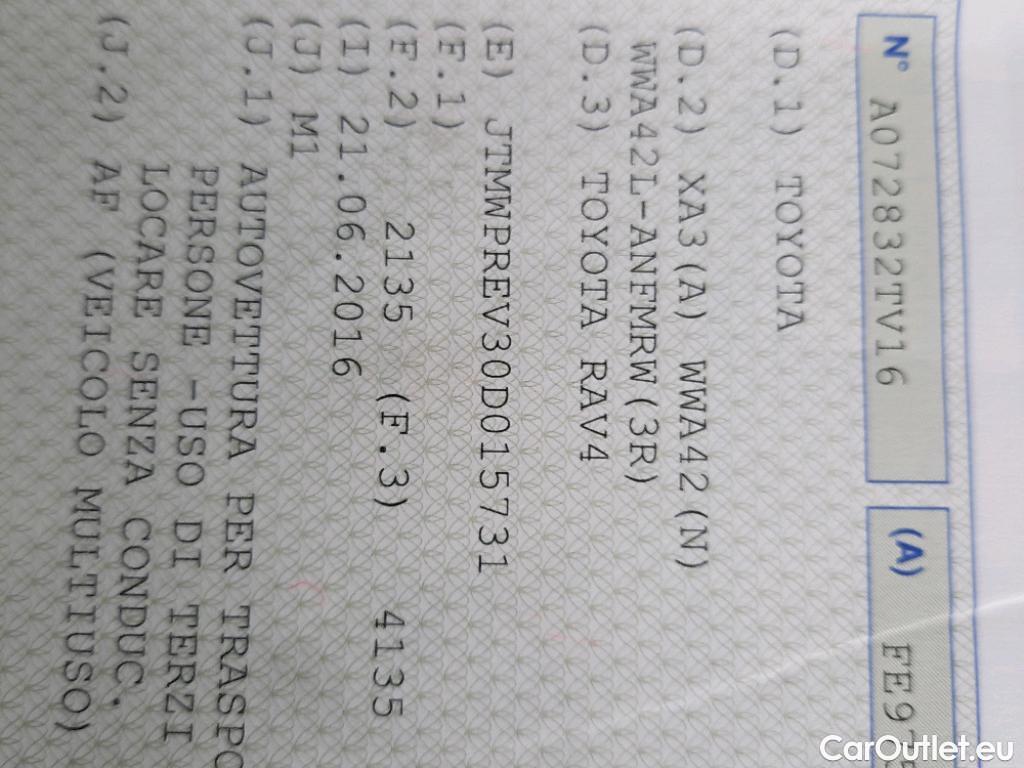 N° A072832TV16
(A) FE97
(D.1) TOYOTA
(D.2) XA3(A) WWA42(N)
WWA42L-ANFMRW(3R)
(D.3) TOYOTA RAV4
(E) JTMWPREV30D015731
(F.1)
(F.2) 2135 (F.3) 4135
(I) 21.06.2016
(J) M1
(J.1) AUTOVETTURA PER TRASPO
PERSONE -USO DI TERZI
LOCARE SENZA CONDUC.
(J.2) AF (VEICOLO MULTIUSO)
CarOutlet.eu